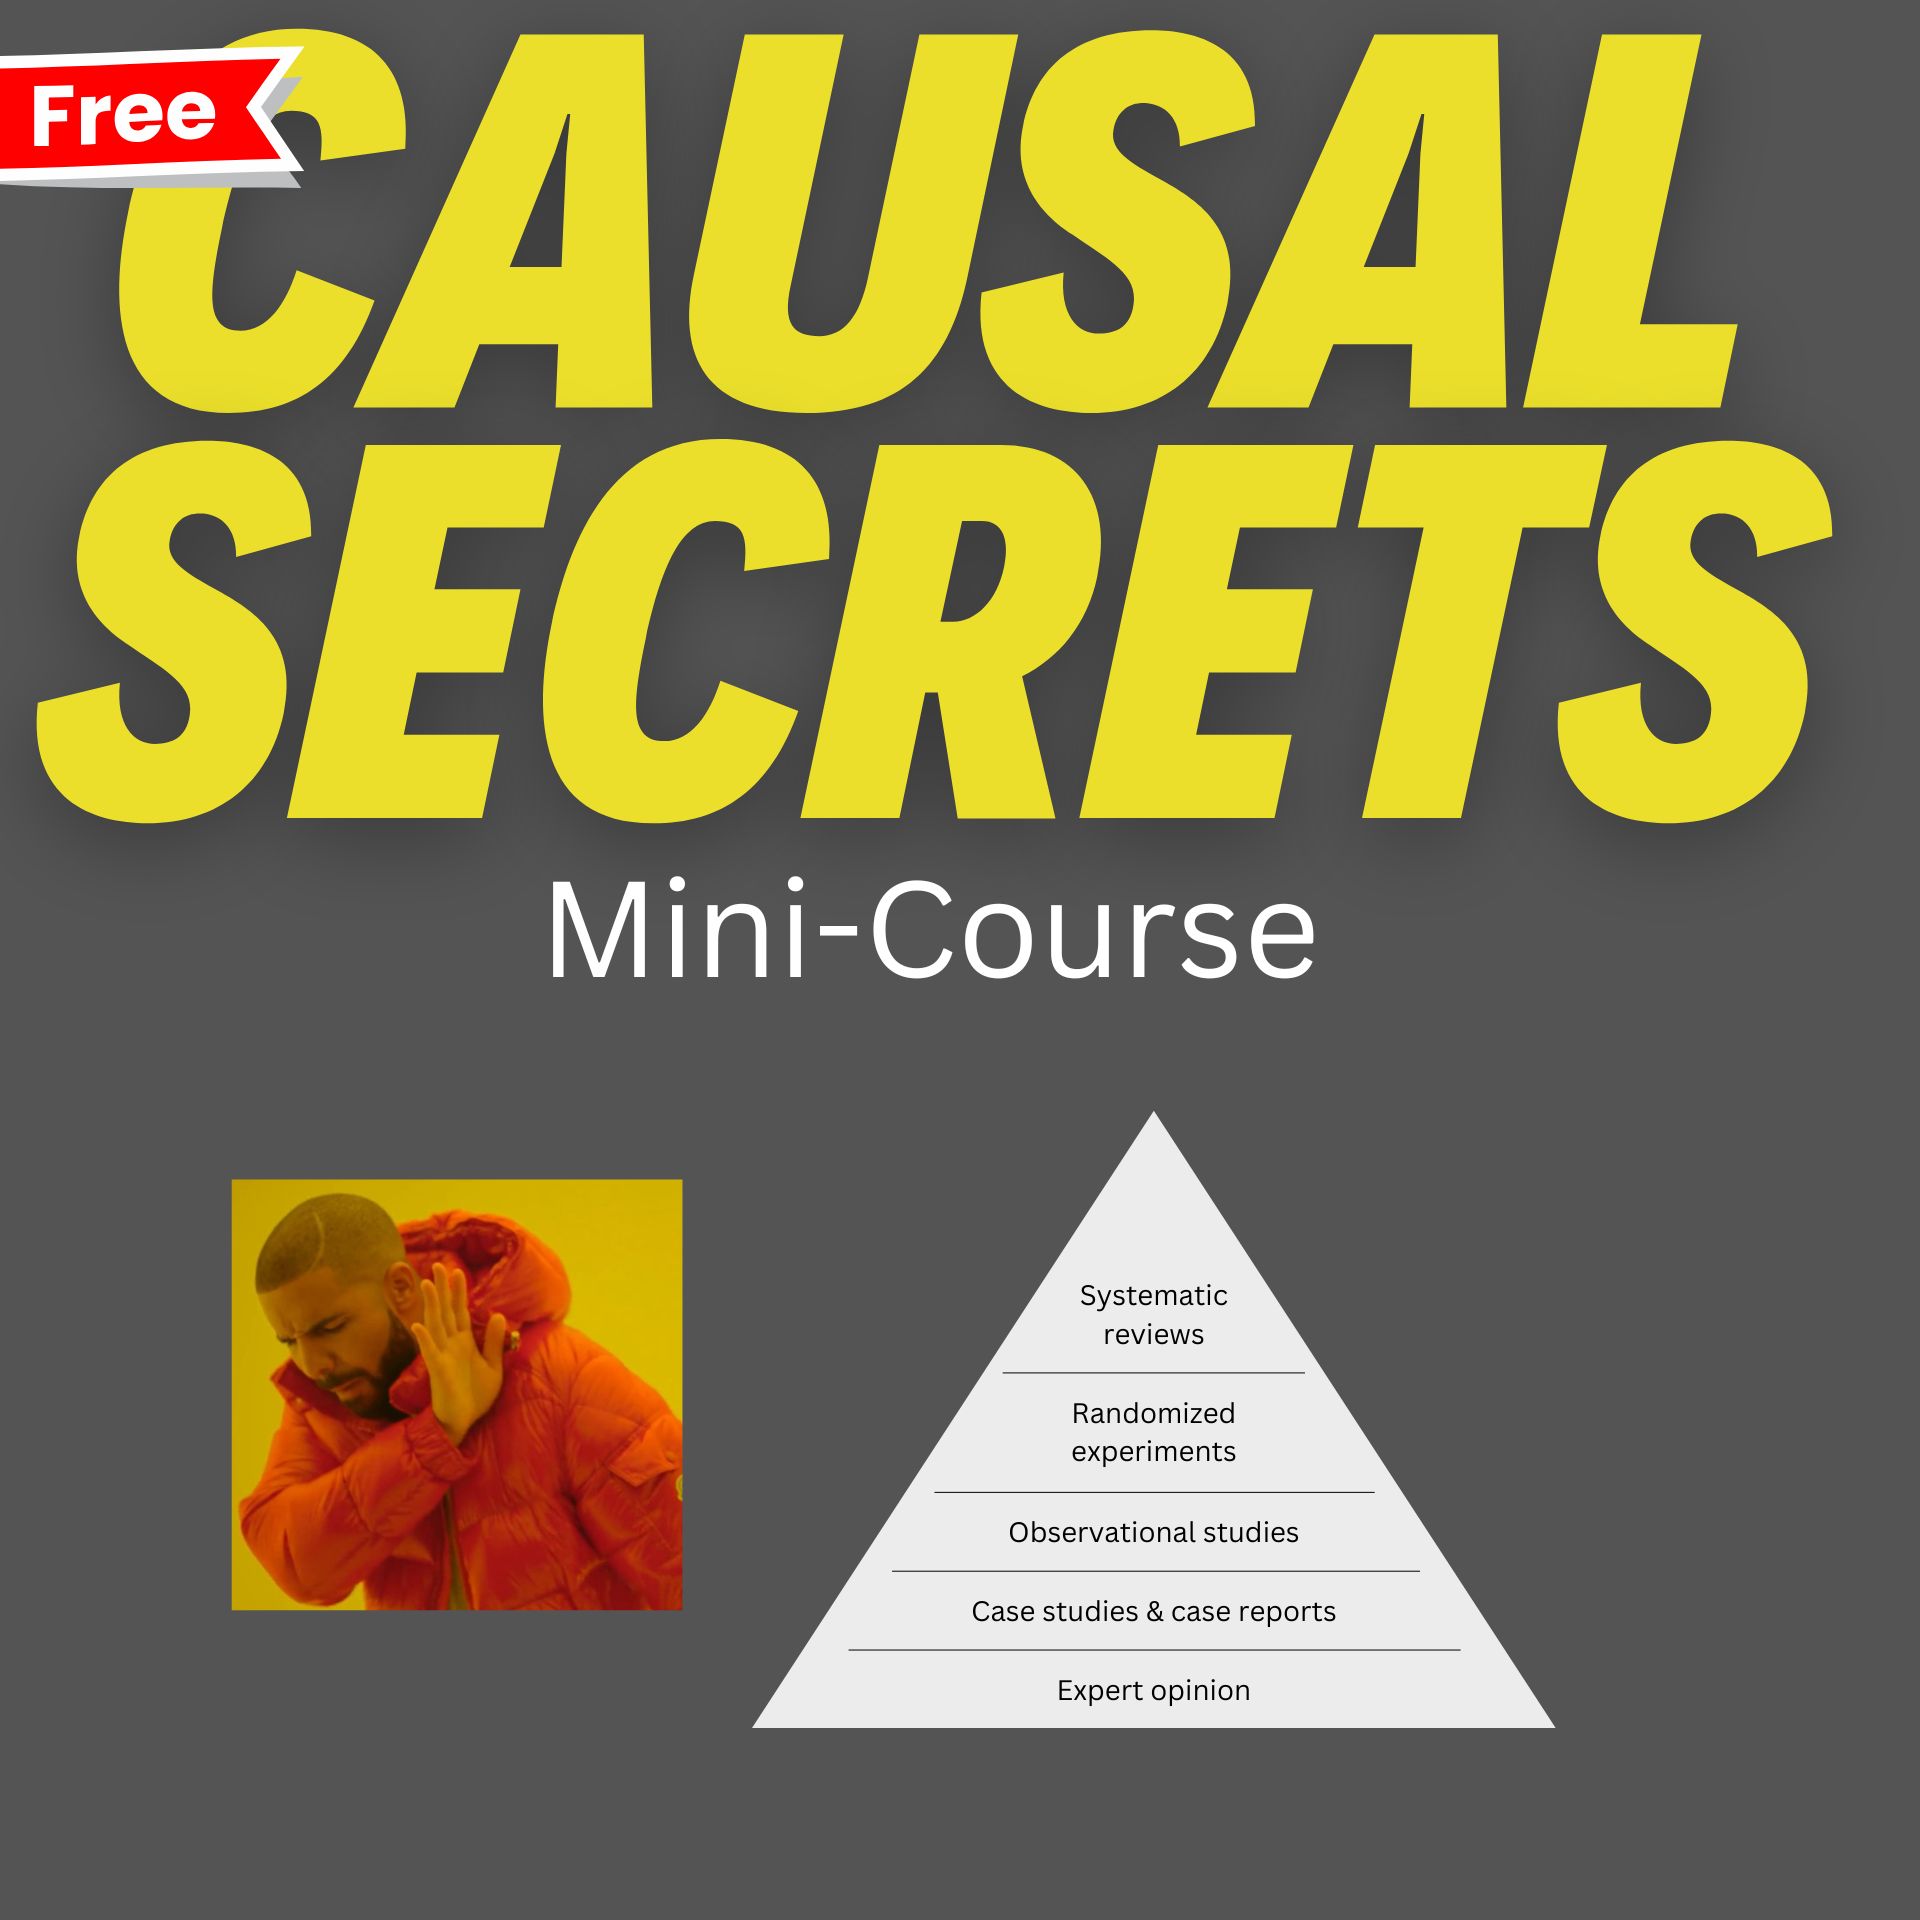 Free
CAUSAL
SECRETS
Mini-Course
Systematic
reviews
Randomized
experiments
Observational studies
Case studies & case reports
Expert opinion